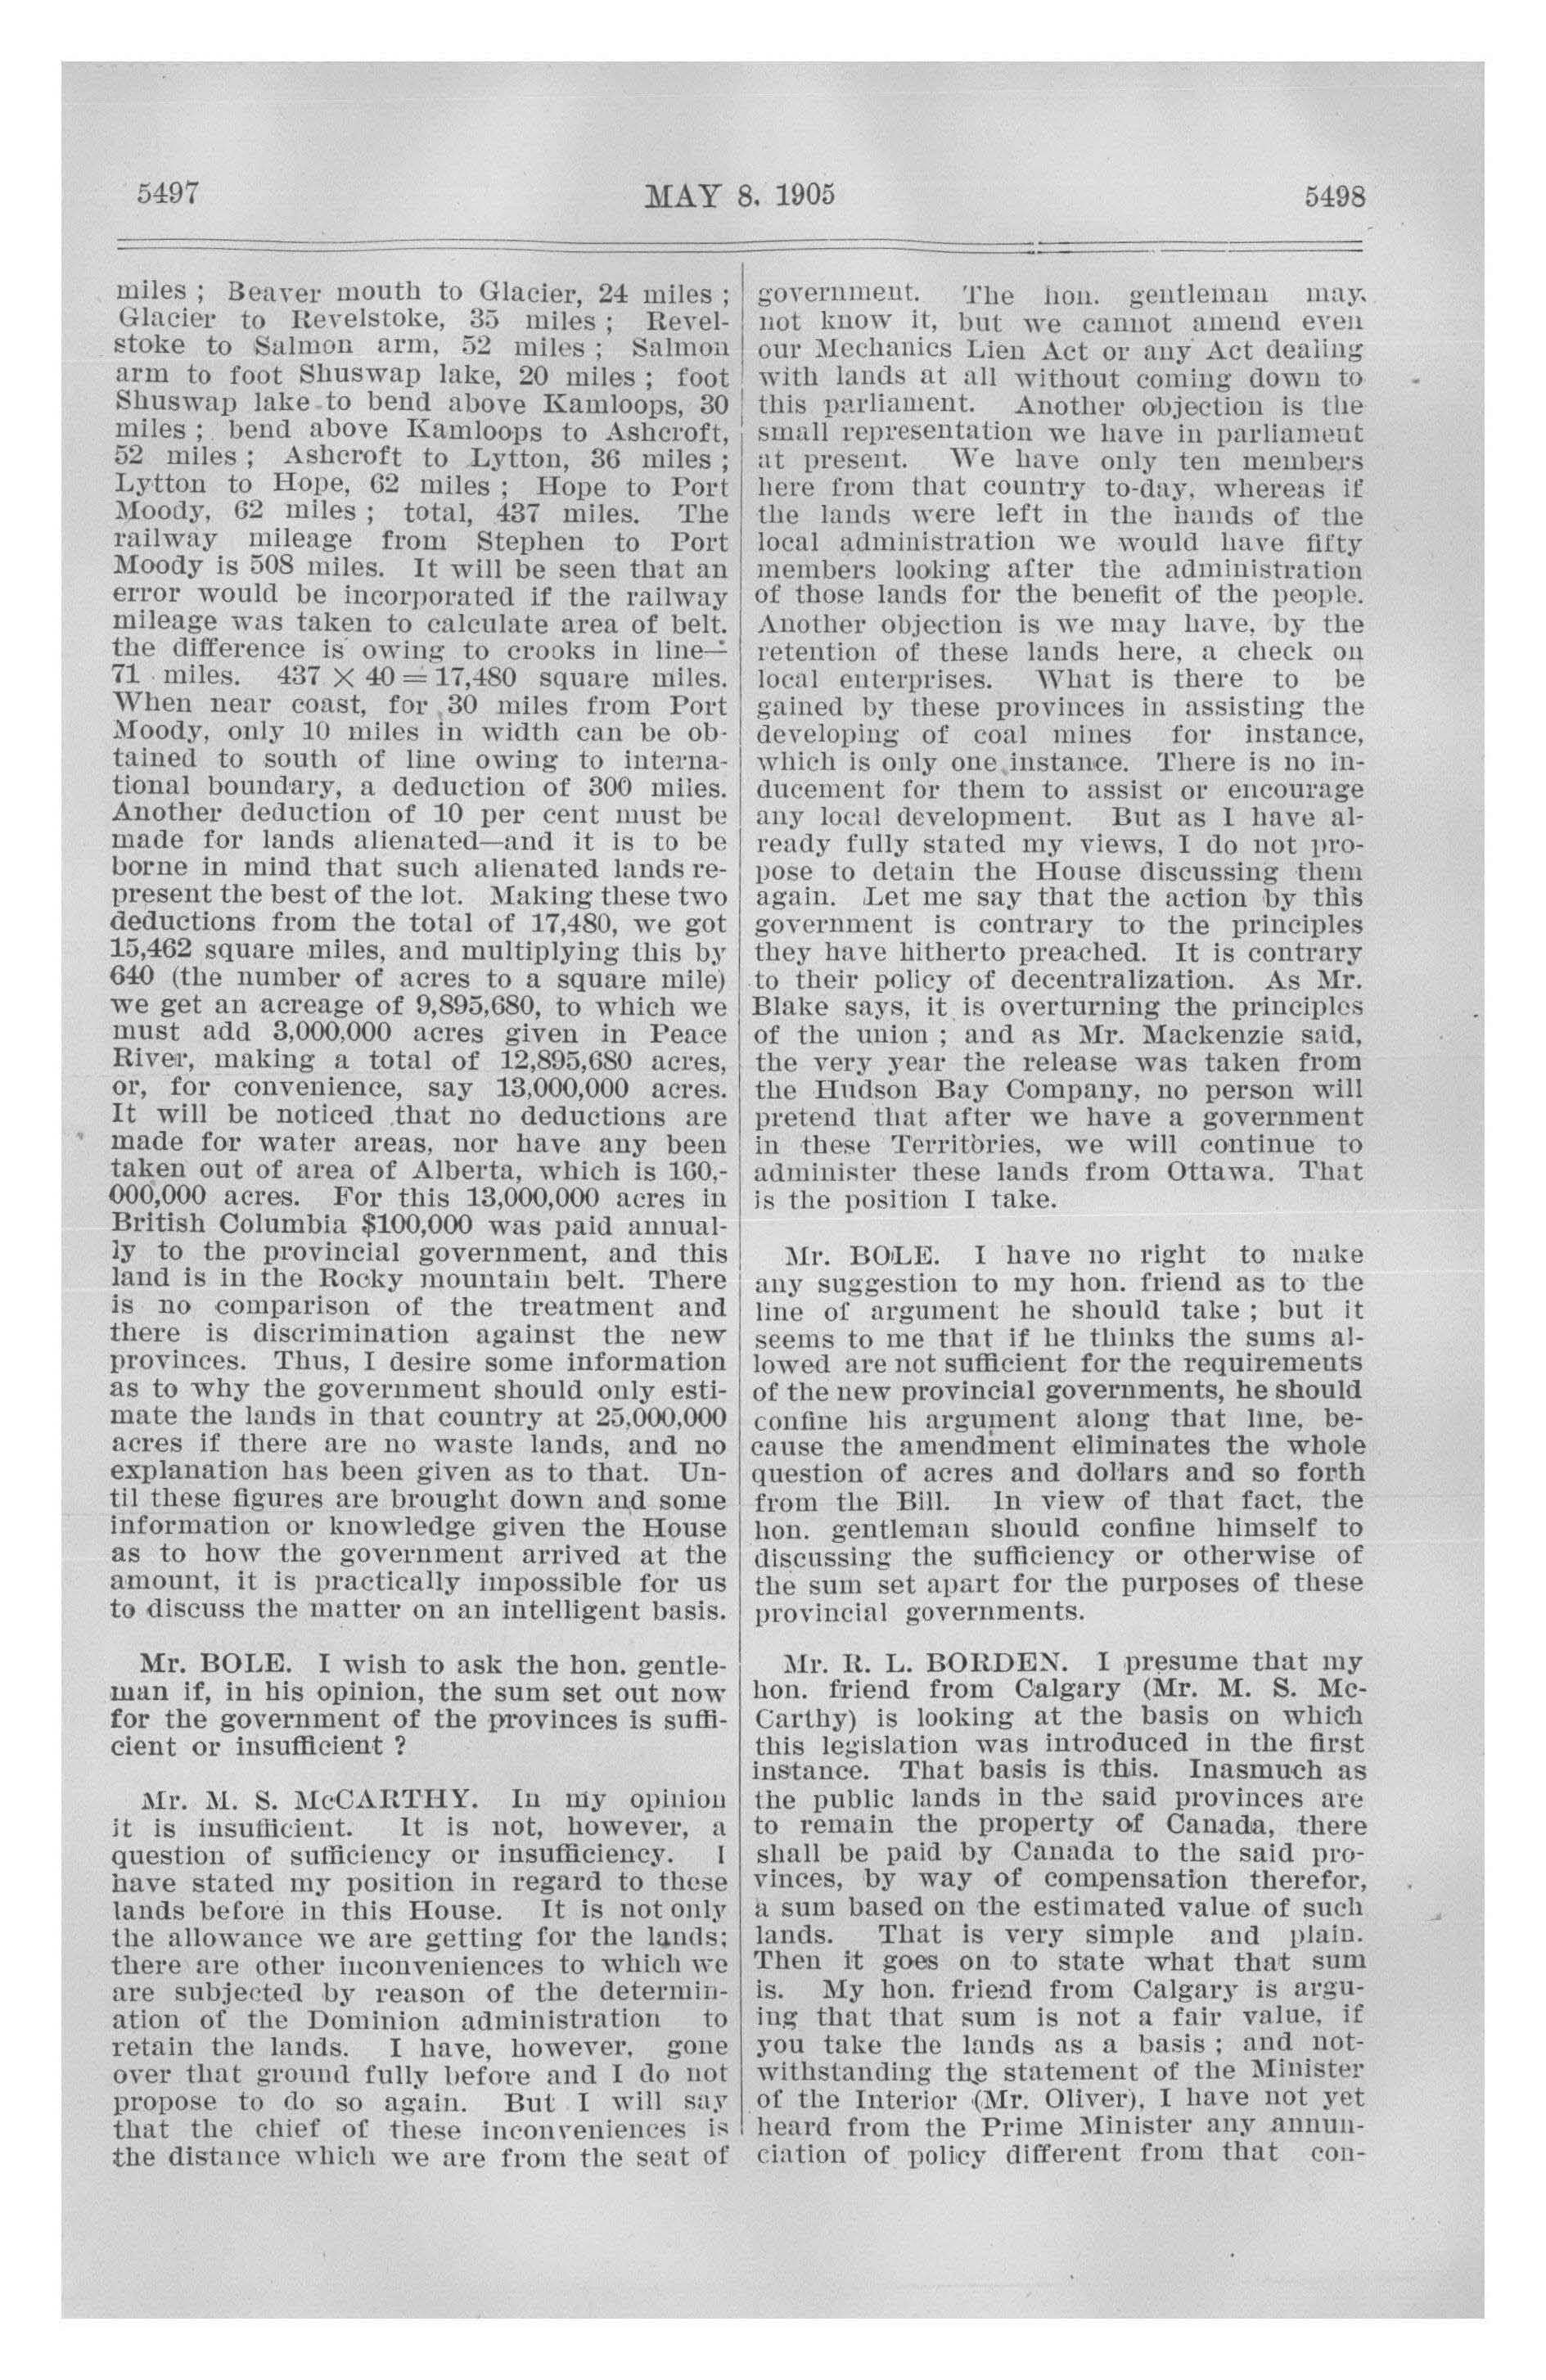 5497 MAY 8, 1905 5498
miles ; Beaver mouth to Glacier, 24 miles ;
Glacier to Revelstoke, 35 miles ; Revel-
stoke to Salmon arm, 52 miles ; Salmon
arm to foot Shuswap lake, 20 miles ; foot
Shuswap lake to bend above Kamloops, 30
miles ; bend above Kamloops to Ashcroft,
52 miles ; Ashcroft to Lytton, 36 miles ;
Lytton to Hope, 62 miles ; Hope to Port
Moody, 62 miles ; total, 437 miles. The
railway mileage from Stephen to Port
Moody is 508 miles. It will be seen that an
error would be incorporated if the railway
mileage was taken to calculate area of belt.
the difference is owing to crooks in line—
71 miles. 437 × 40 = 17,480 square miles.
When near coast, for 30 miles from Port
Moody, only 10 miles in width can be ob-
tained to south of line owing to interna-
tional boundary, a deduction of 300 miles.
Another deduction of 10 per cent must be
made for lands alienated—and it is to be
borne in mind that such alienated lands re-
present the best of the lot. Making these two
deductions from the total of 17,480, we got
15,462 square miles, and multiplying this by
640 (the number of acres to a square mile)
we get an acreage of 9,895,680, to which we
must add 3,000,000 acres given in Peace
River, making a total of 12,895,680 acres,
or, for convenience, say 13,000,000 acres.
It will be noticed that no deductions are
made for water areas, nor have any been
taken out of area of Alberta, which is 160,-
000,000 acres. For this 13,000,000 acres in
British Columbia $100,000 was paid annual-
ly to the provincial government, and this
land is in the Rocky mountain belt. There
is no comparison of the treatment and
there is discrimination against the new
provinces. Thus, I desire some information
as to why the government should only esti-
mate the lands in that country at 25,000,000
acres if there are no waste lands, and no
explanation has been given as to that. Un-
til these figures are brought down and some
information or knowledge given the House
as to how the government arrived at the
amount, it is practically impossible for us
to discuss the matter on an intelligent basis.
Mr. BOLE. I wish to ask the hon. gentle-
man if, in his opinion, the sum set out now
for the government of the provinces is suffi-
cient or insufficient ?
Mr. M. S. McCARTHY. In my opinion
it is insufficient. It is not, however, a
question of sufficiency or insufficiency. I
have stated my position in regard to these
lands before in this House. It is not only
the allowance we are getting for the lands;
there are other inconveniences to which we
are subjected by reason of the determin-
ation of the Dominion administration to
retain the lands. I have, however, gone
over that ground fully before and I do not
propose to do so again. But I will say
that the chief of these inconveniences is
the distance which we are from the seat of
government. The hon. gentleman may
not know it, but we cannot amend even
our Mechanics Lien Act or any Act dealing
with lands at all without coming down to
this parliament. Another objection is the
small representation we have in parliament
at present. We have only ten members
here from that country to-day, whereas if
the lands were left in the hands of the
local administration we would have fifty
members looking after the administration
of those lands for the benefit of the people.
Another objection is we may have, by the
retention of these lands here, a check on
local enterprises. What is there to be
gained by these provinces in assisting the
developing of coal mines for instance,
which is only one instance. There is no in-
ducement for them to assist or encourage
any local development. But as I have al-
ready fully stated my views, I do not pro-
pose to detain the House discussing them
again. Let me say that the action by this
government is contrary to the principles
they have hitherto preached. It is contrary
to their policy of decentralization. As Mr.
Blake says, it is overturning the principles
of the union ; and as Mr. Mackenzie said,
the very year the release was taken from
the Hudson Bay Company, no person will
pretend that after we have a government
in these Territories, we will continue to
administer these lands from Ottawa. That
is the position I take.
Mr. BOLE. I have no right to make
any suggestion to my hon. friend as to the
line of argument he should take ; but it
seems to me that if he thinks the sums al-
lowed are not sufficient for the requirements
of the new provincial governments, he should
confine his argument along that line, be-
cause the amendment eliminates the whole
question of acres and dollars and so forth
from the Bill. In view of that fact, the
hon. gentleman should confine himself to
discussing the sufficiency or otherwise of
the sum set apart for the purposes of these
provincial governments.
Mr. R. L. BORDEN. I presume that my
hon. friend from Calgary (Mr. M. S. Mc-
Carthy) is looking at the basis on which
this legislation was introduced in the first
instance. That basis is this. Inasmuch as
the public lands in the said provinces are
to remain the property of Canada, there
shall be paid by Canada to the said pro-
vinces, by way of compensation therefor,
a sum based on the estimated value of such
lands. That is very simple and plain.
Then it goes on to state what that sum
is. My hon. friend from Calgary is argu-
ing that that sum is not a fair value, if
you take the lands as a basis ; and not-
withstanding the statement of the Minister
of the Interior (Mr. Oliver), I have not yet
heard from the Prime Minister any annun-
ciation of policy different from that con-